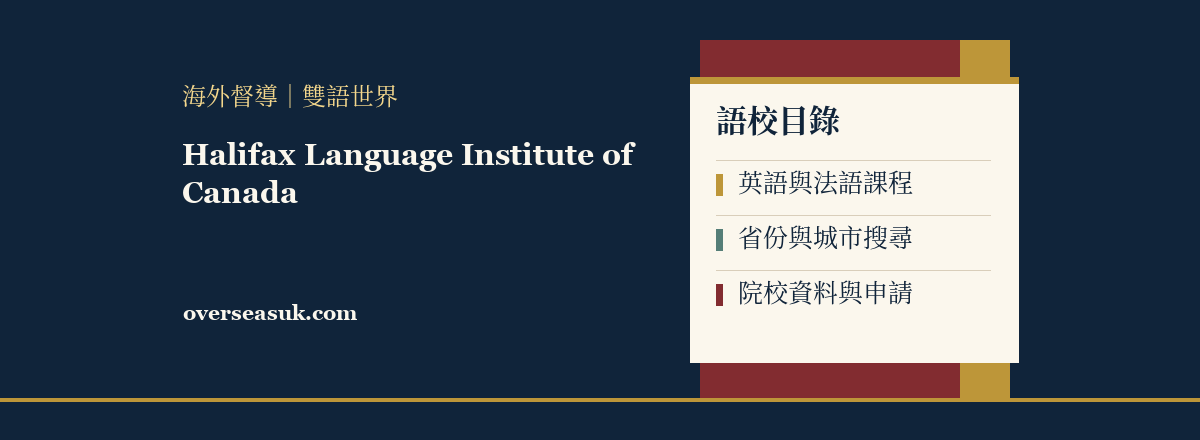 海外督導｜雙語世界
Halifax Language Institute of
Canada
overseasuk.com
語校目錄
英語與法語課程
省份與城市搜尋
院校資料與申請